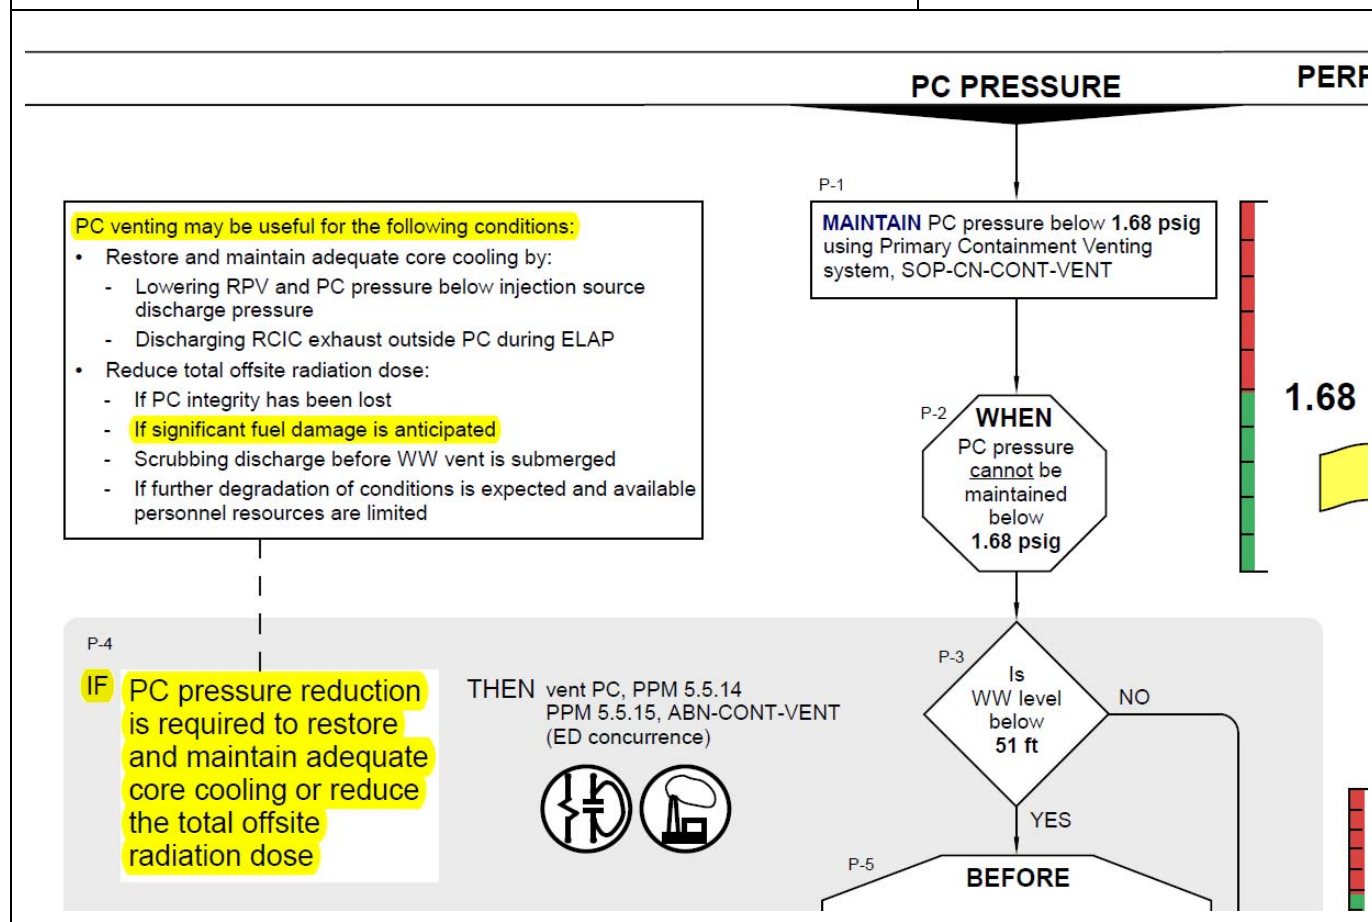 PC PRESSURE
PERF
P-1
MAINTAIN PC pressure below 1.68 psig
using Primary Containment Venting
system, SOP-CN-CONT-VENT
PC venting may be useful for the following conditions:
• Restore and maintain adequate core cooling by:
- Lowering RPV and PC pressure below injection source
discharge pressure
- Discharging RCIC exhaust outside PC during ELAP
• Reduce total offsite radiation dose:
- If PC integrity has been lost
- If significant fuel damage is anticipated
- Scrubbing discharge before WW vent is submerged
- If further degradation of conditions is expected and available
personnel resources are limited
P-2
WHEN
PC pressure
cannot be
maintained
below
1.68 psig
1.68
P-4
IF PC pressure reduction
is required to restore
and maintain adequate
core cooling or reduce
the total offsite
radiation dose
THEN vent PC, PPM 5.5.14
PPM 5.5.15, ABN-CONT-VENT
(ED concurrence)
P-3
Is
WW level
below
51 ft
NO
YES
P-5
BEFORE